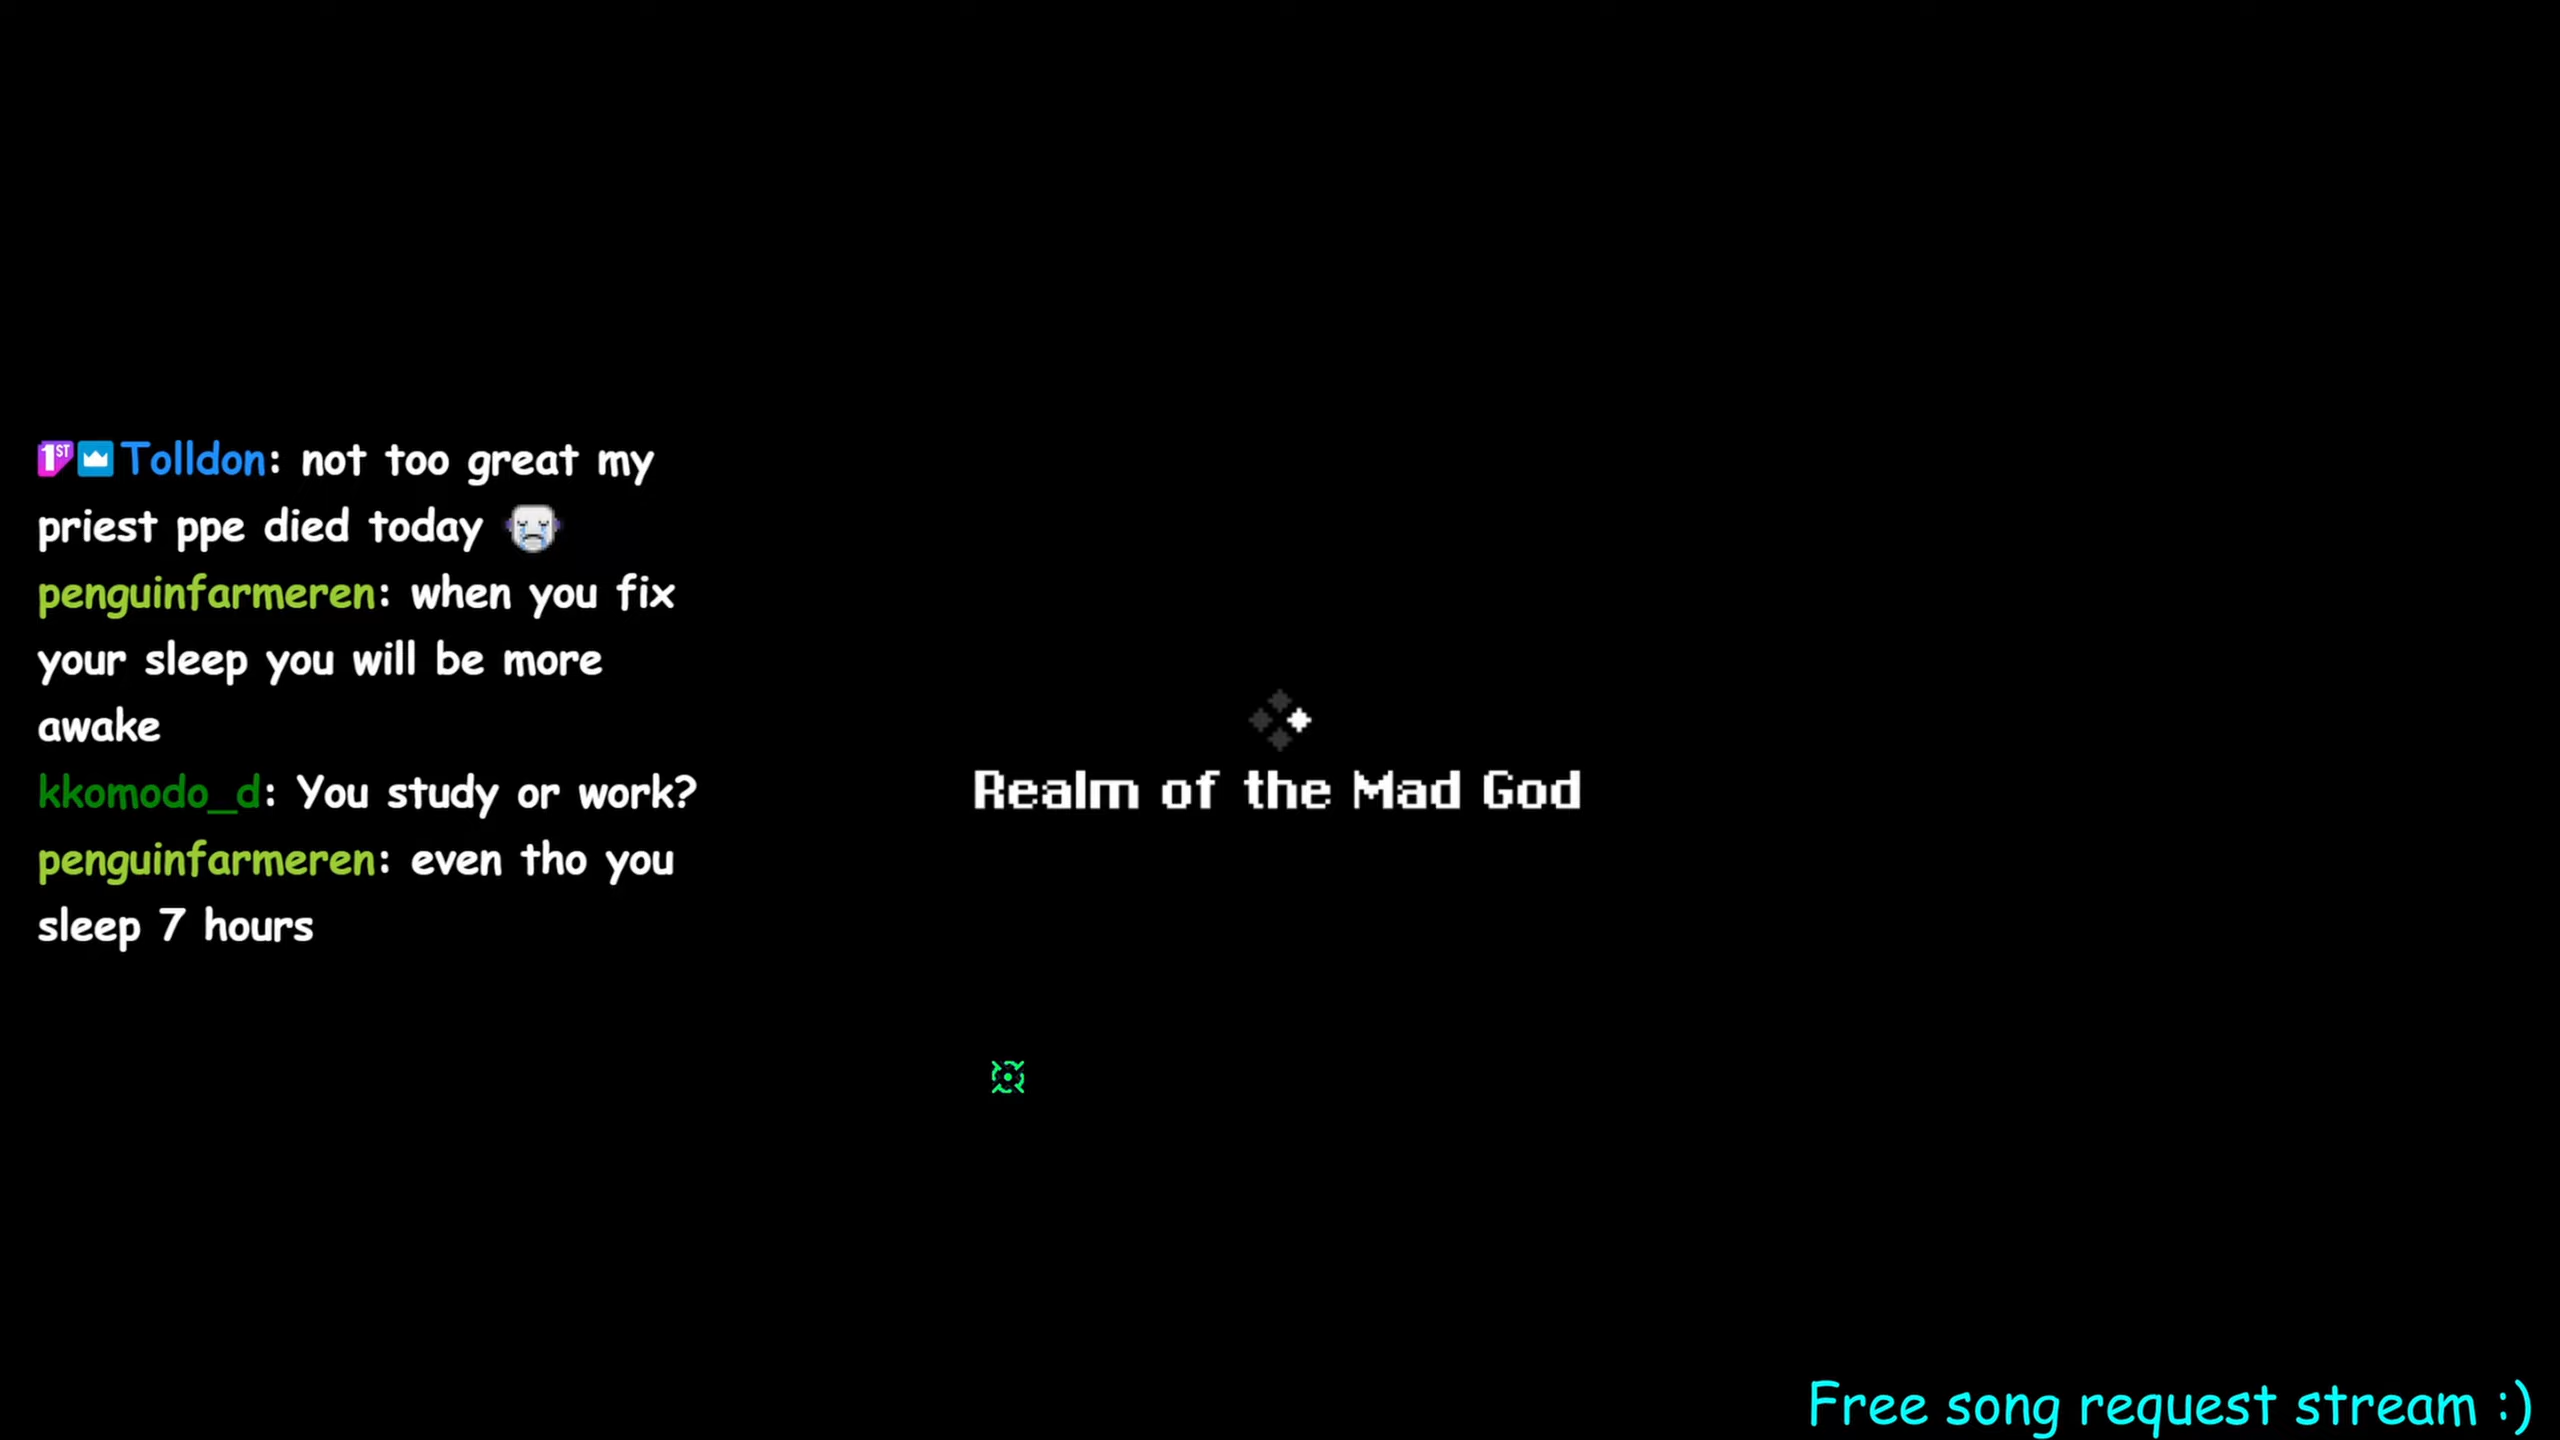 1ST Tolldon: not too great my
priest ppe died today
penguinfarmeren: when you fix
your sleep you will be more
awake
kkomodo_d: You study or work?
penguinfarmeren: even tho you
sleep 7 hours
Realm of the Mad God
Free song request stream :)